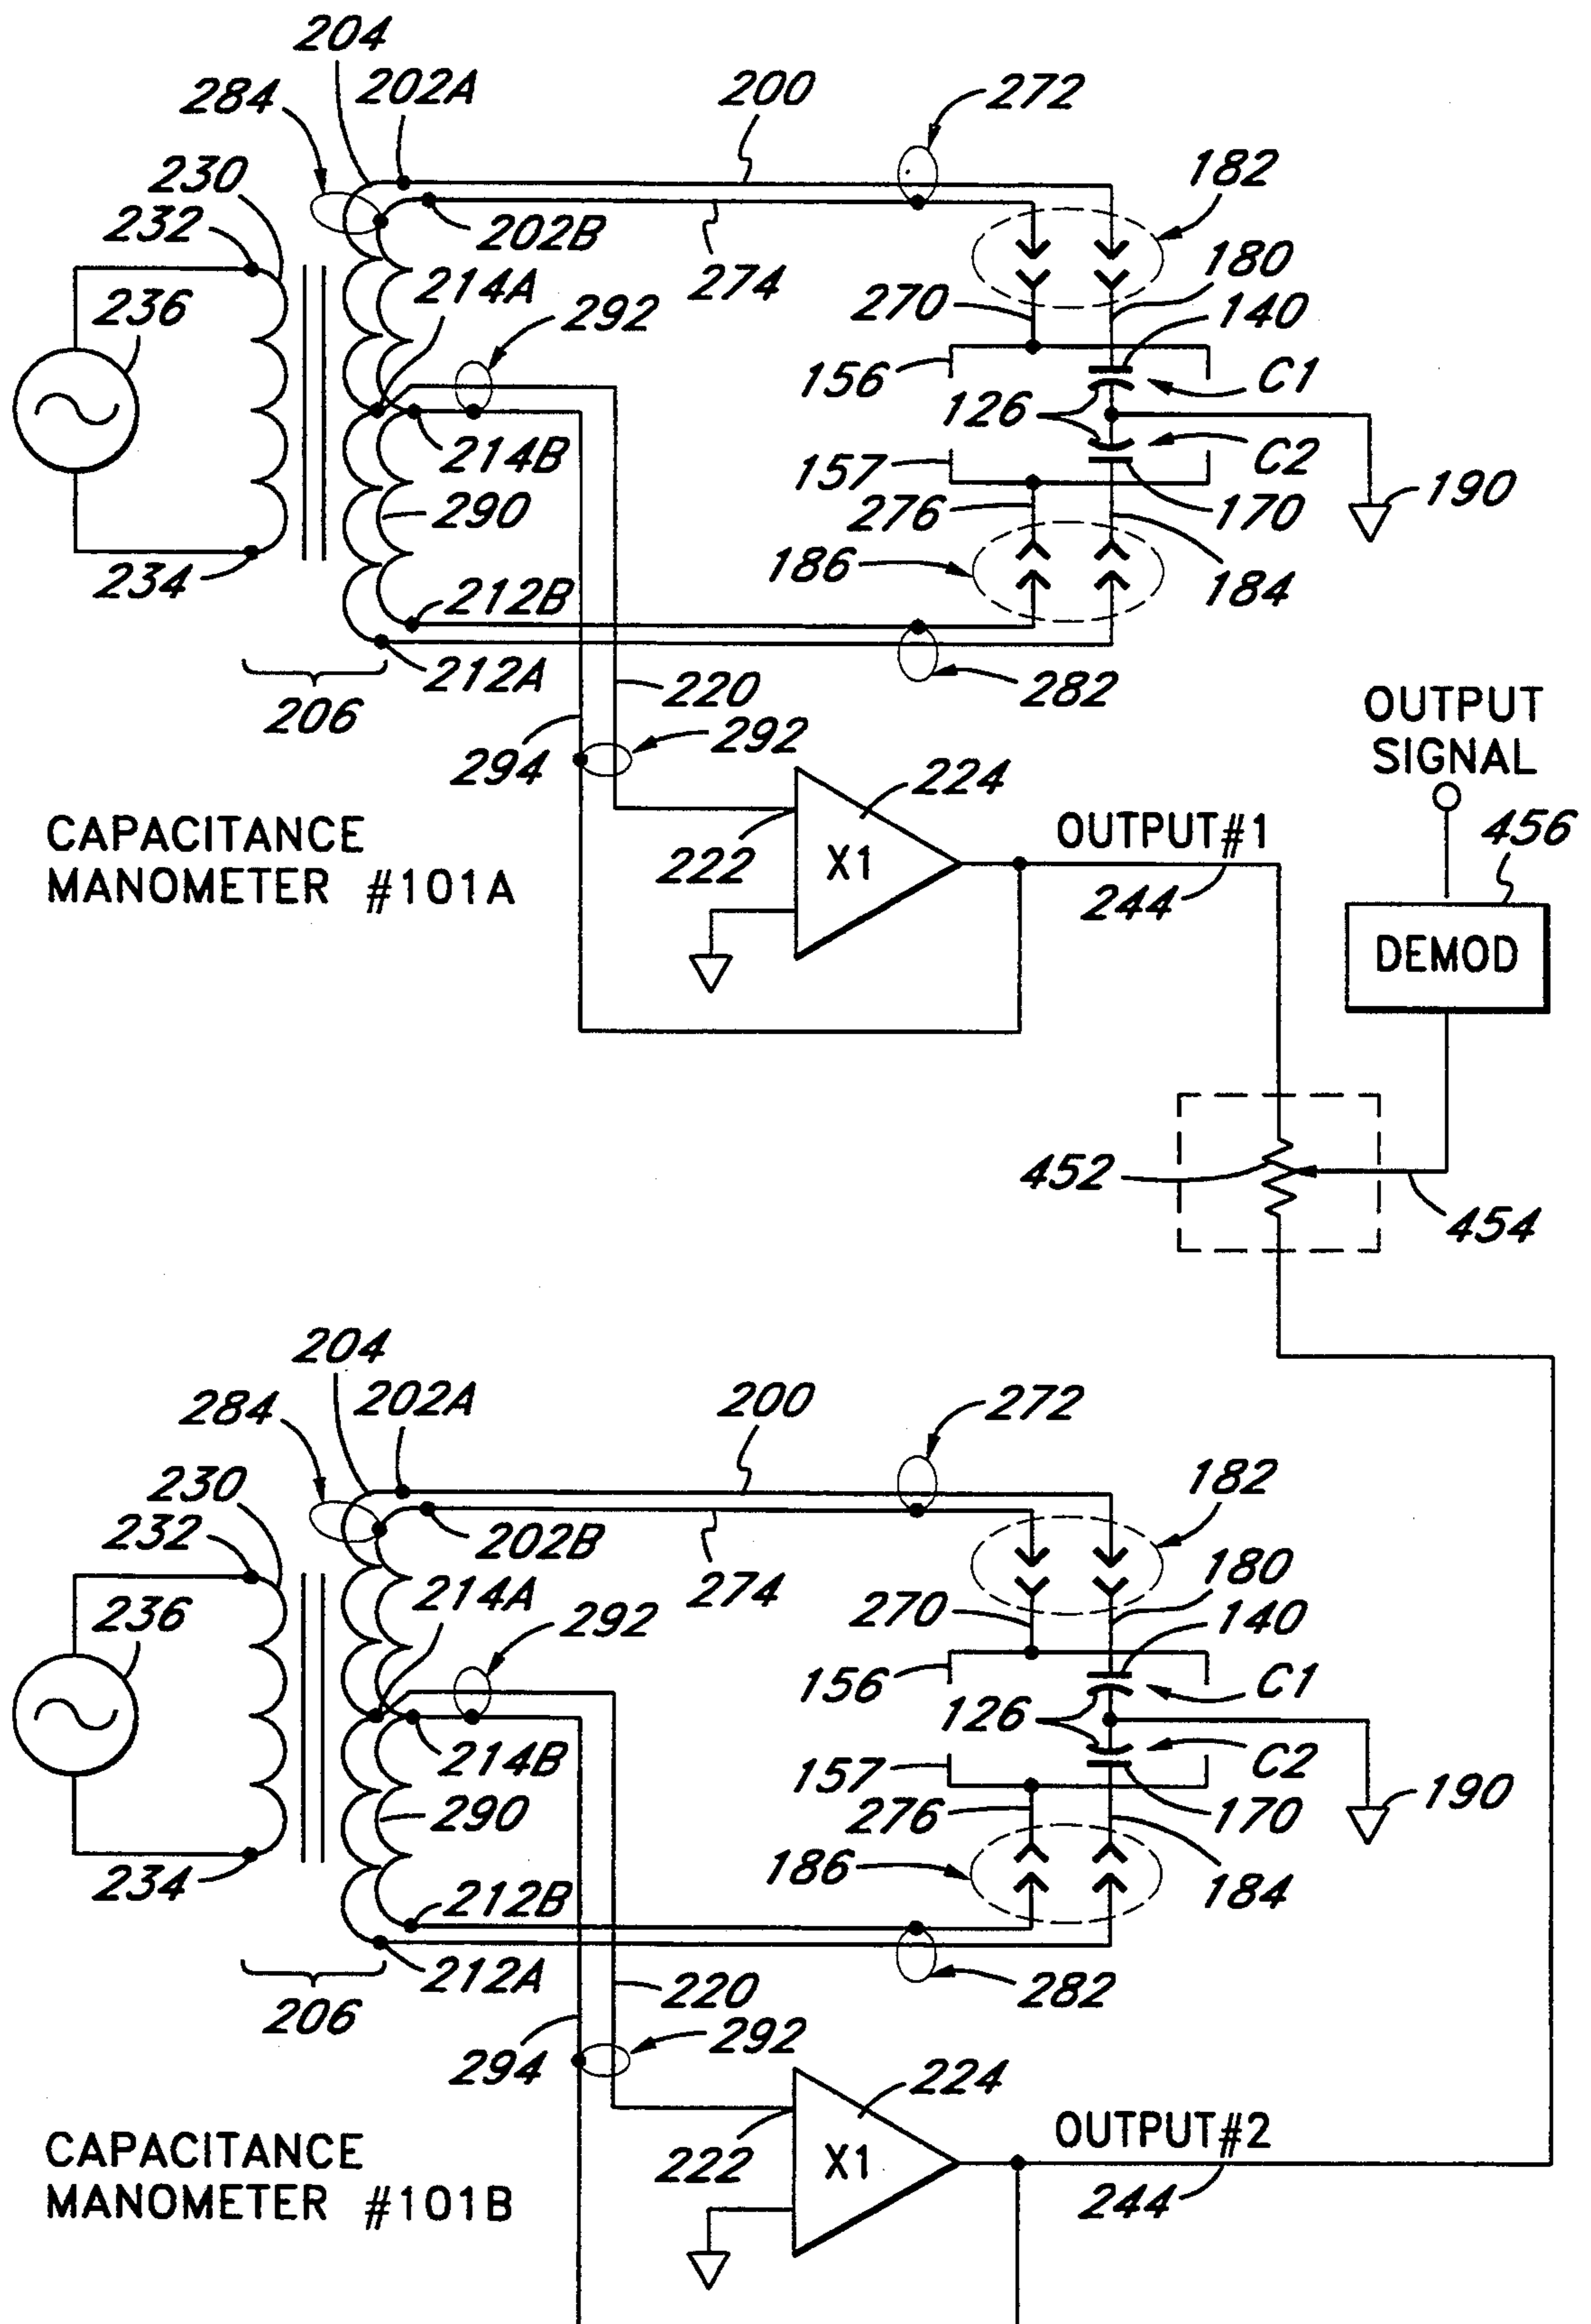 204
284
202A
200
272
230
232
202B
182
236
214A
292
274
270
180
140
156
C1
126
C2
214B
157
190
290
276
170
186
184
234
212B
212A
206
220
282
294
292
OUTPUT
SIGNAL
224
456
OUTPUT#1
CAPACITANCE
MANOMETER #101A
222
X1
244
DEMOD
452
454
204
284
202A
200
272
230
232
202B
182
236
214A
292
274
270
180
140
156
C1
126
C2
214B
157
190
290
276
170
186
184
234
212B
212A
206
220
282
294
292
224
OUTPUT#2
CAPACITANCE
MANOMETER #101B
222
X1
244